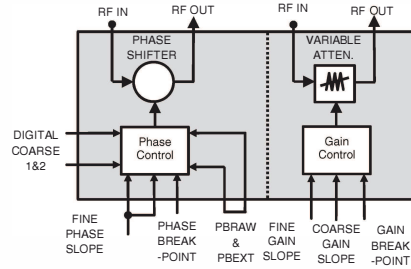 RF IN
RF OUT
RF IN
RF OUT
PHASE
SHIFTER
VARIABLE
ATTEN.
DIGITAL
COARSE
1&2
Phase
Control
Gain
Control
FINE
PHASE
SLOPE
PHASE
BREAK
-POINT
PBRAW
&
PBEXT
FINE
GAIN
SLOPE
COARSE
GAIN
SLOPE
GAIN
BREAK
-POINT